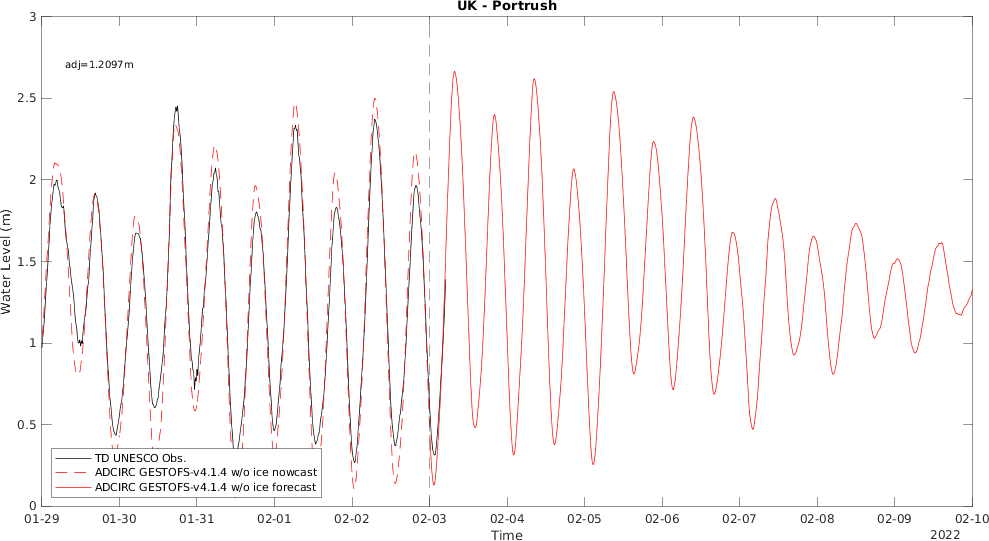 UK - Portrush
3
adj=1.2097m
2.5
2
1.5
1
0.5
0
Water Level (m)
TD UNESCO Obs.
ADCIRC GESTOFS-v4.1.4 w/o ice nowcast
ADCIRC GESTOFS-v4.1.4 w/o ice forecast
01-29 01-30 01-31 02-01 02-02 02-03 02-04 02-05 02-06 02-07 02-08 02-09 02-10
Time
2022